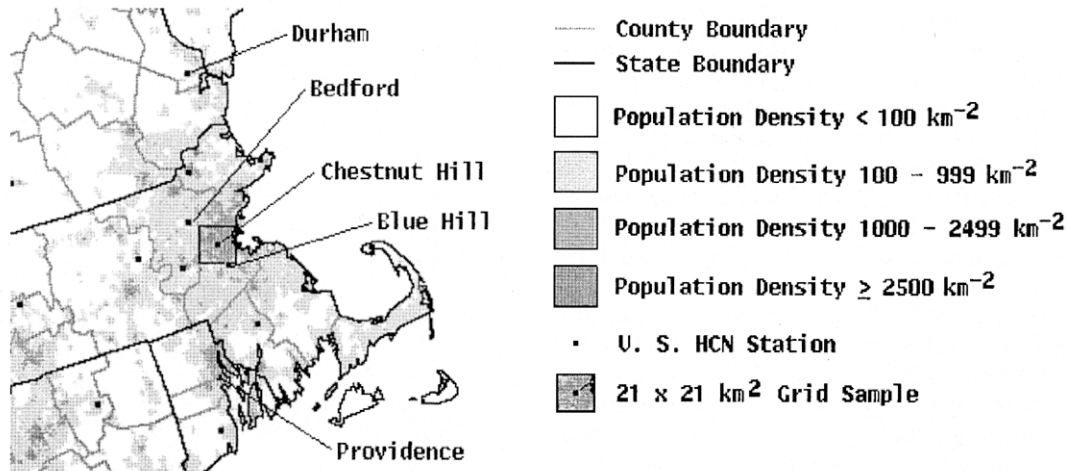 Durham
Bedford
Chestnut Hill
Blue Hill
Providence
County Boundary
State Boundary
Population Density < 100 km⁻²
Population Density 100 - 999 km⁻²
Population Density 1000 - 2499 km⁻²
Population Density ≥ 2500 km⁻²
U. S. HCN Station
21 x 21 km² Grid Sample